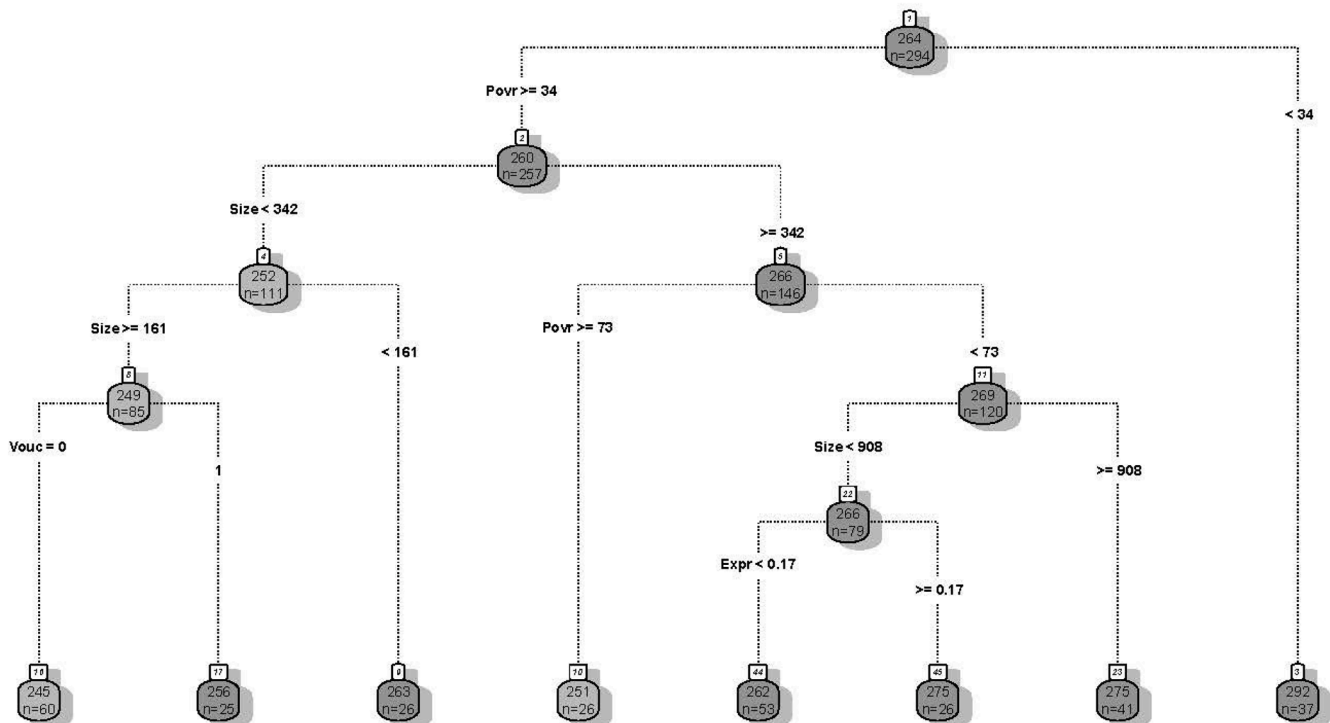 1
264
n=294
Povr >= 34
< 34
2
260
n=257
Size < 342
>= 342
4
252
n=111
5
266
n=146
Size >= 161
< 161
Povr >= 73
< 73
8
249
n=85
11
269
n=120
Vouc = 0
1
Size < 908
>= 908
22
266
n=79
Expr < 0.17
>= 0.17
16
245
n=60
17
256
n=25
9
263
n=26
10
251
n=26
44
262
n=53
45
275
n=26
23
275
n=41
3
292
n=37